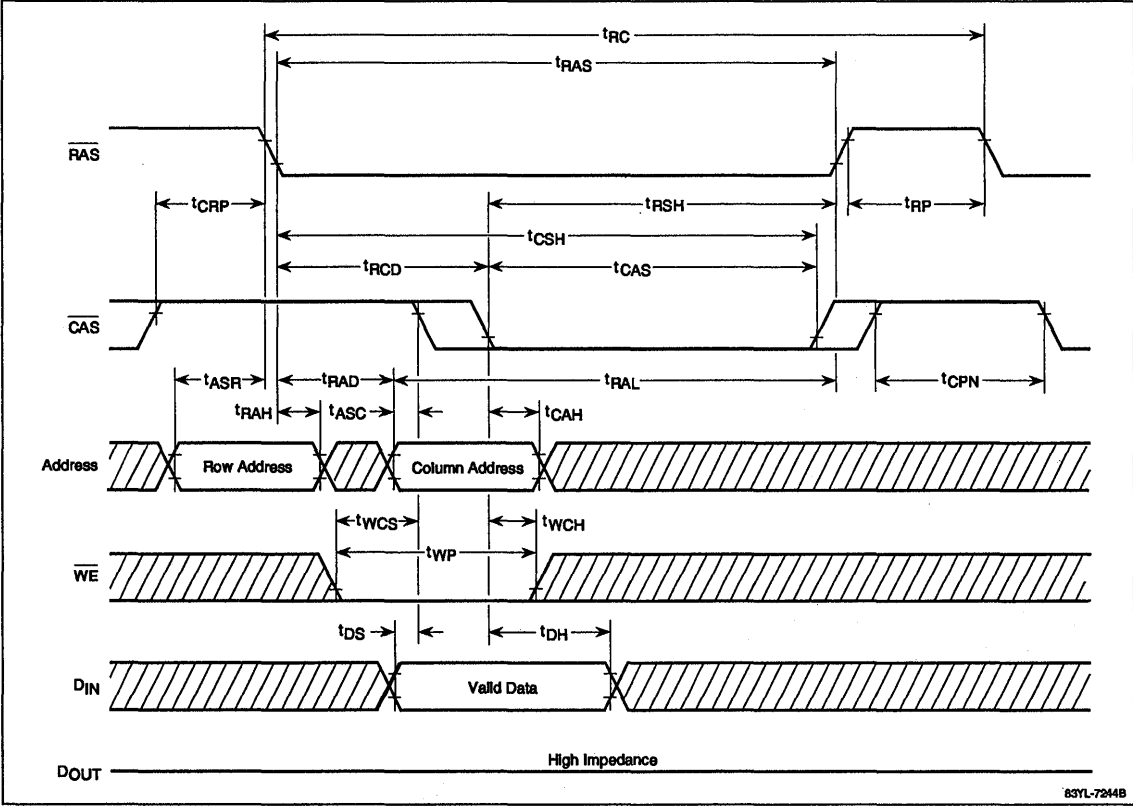 tRC
tRAS
RAS
tCRP
tRSH
tRP
tCSH
tRCD
tCAS
CAS
tASR
tRAD
tRAL
tCPN
tRAH
tASC
tCAH
Address
Row Address
Column Address
tWCS
tWCH
tWP
WE
tDS
tDH
DIN
Valid Data
High Impedance
DOUT
83YL-7244B